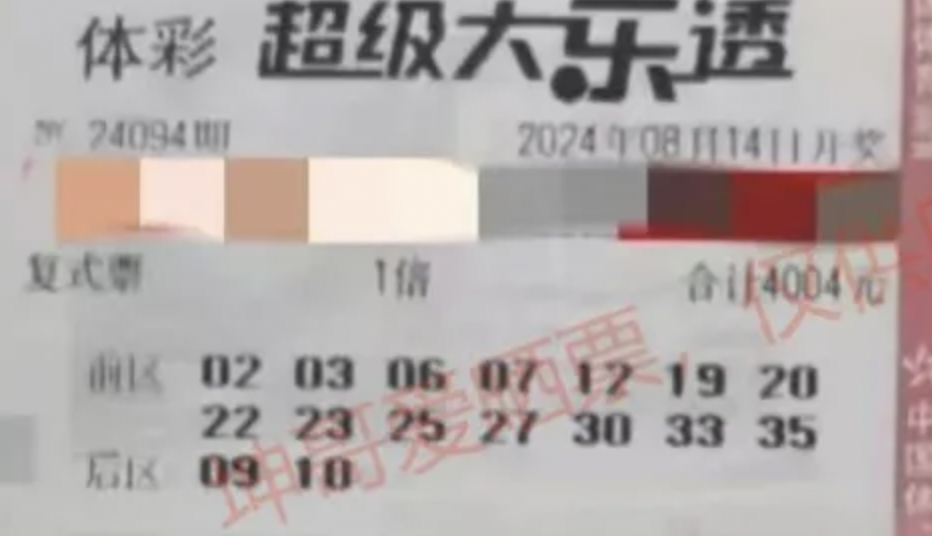 体彩 超级大乐透
第 24094期 2024年08月14日开奖
复式票 1倍 合计4004元
前区 02 03 06 07 12 19 20
22 23 25 27 30 33 35
后区 09 10
坤哥爱晒票，仅供